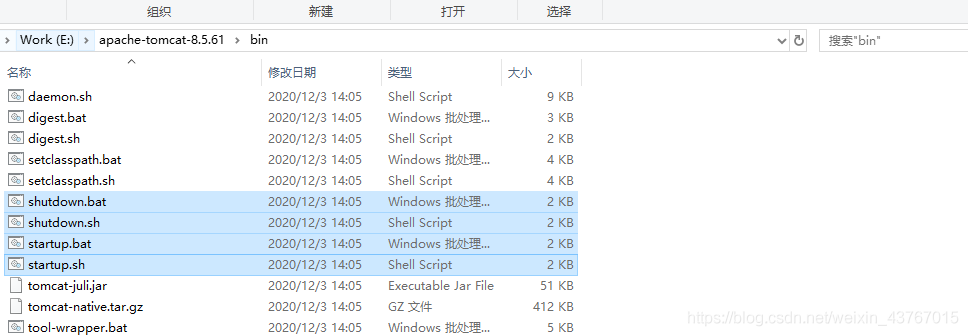 组织 新建 打开 选择
Work (E:) apache-tomcat-8.5.61 bin 搜索"bin"
名称 修改日期 类型 大小
daemon.sh 2020/12/3 14:05 Shell Script 9 KB
digest.bat 2020/12/3 14:05 Windows 批处理... 3 KB
digest.sh 2020/12/3 14:05 Shell Script 2 KB
setclasspath.bat 2020/12/3 14:05 Windows 批处理... 4 KB
setclasspath.sh 2020/12/3 14:05 Shell Script 4 KB
shutdown.bat 2020/12/3 14:05 Windows 批处理... 2 KB
shutdown.sh 2020/12/3 14:05 Shell Script 2 KB
startup.bat 2020/12/3 14:05 Windows 批处理... 2 KB
startup.sh 2020/12/3 14:05 Shell Script 2 KB
tomcat-juli.jar 2020/12/3 14:05 Executable Jar File 51 KB
tomcat-native.tar.gz 2020/12/3 14:05 GZ 文件 412 KB
tool-wrapper.bat 2020/12/3 14:05 Windows 批处理... 5 KB
https://blog.csdn.net/weixin_43767015